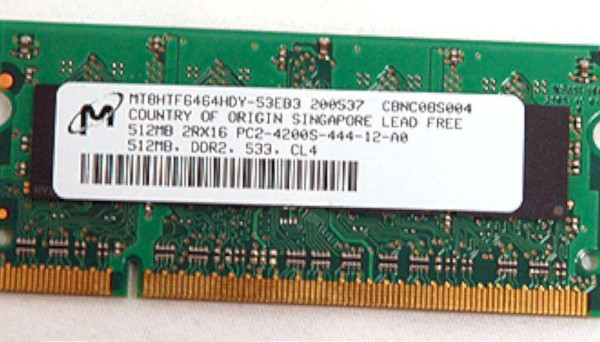 MT8HTF6464HDY-53EB3 200537 CBNC08S004
COUNTRY OF ORIGIN SINGAPORE LEAD FREE
512MB 2RX16 PC2-4200S-444-12-A0
512MB, DDR2, 533, CL4